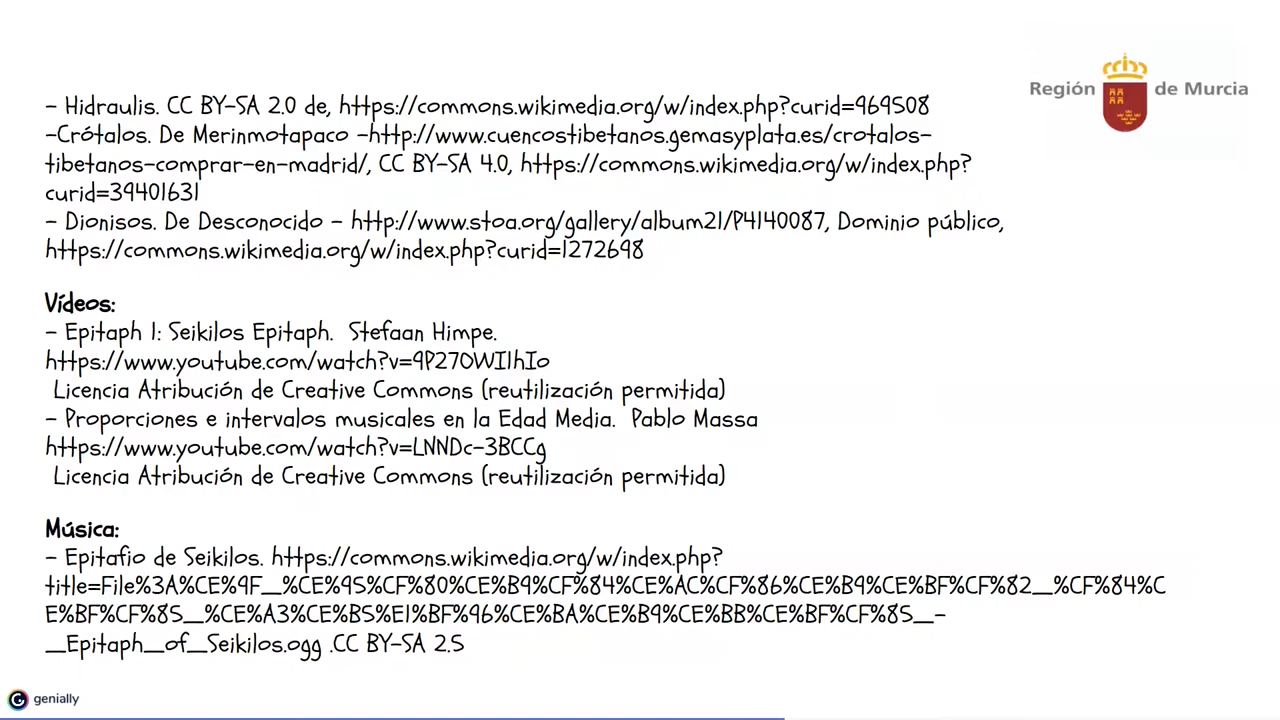 Región de Murcia
- Hidraulis. CC BY-SA 2.0 de, https://commons.wikimedia.org/w/index.php?curid=969508
-Crótalos. De Merinmotapaco -http://www.cuencostibetanos.gemasyplata.es/crotalos-
tibetanos-comprar-en-madrid/, CC BY-SA 4.0, https://commons.wikimedia.org/w/index.php?
curid=39401631
- Dionisos. De Desconocido - http://www.stoa.org/gallery/album21/P4140087, Dominio público,
https://commons.wikimedia.org/w/index.php?curid=1272698
Vídeos:
- Epitaph 1: Seikilos Epitaph. Stefaan Himpe.
https://www.youtube.com/watch?v=9P27OWI1hIo
Licencia Atribución de Creative Commons (reutilización permitida)
- Proporciones e intervalos musicales en la Edad Media. Pablo Massa
https://www.youtube.com/watch?v=LNNDc-3BCCg
Licencia Atribución de Creative Commons (reutilización permitida)
Música:
- Epitafio de Seikilos. https://commons.wikimedia.org/w/index.php?
title=File%3A%CE%9F_%CE%95%CF%80%CE%B9%CF%84%CE%AC%CF%86%CE%B9%CE%BF%CF%82_%CF%84%C
E%BF%CF%85_%CE%A3%CE%B5%E1%BF%96%CE%BA%CE%B9%CE%BB%CE%BF%CF%85_-
_Epitaph_of_Seikilos.ogg .CC BY-SA 2.5
genially